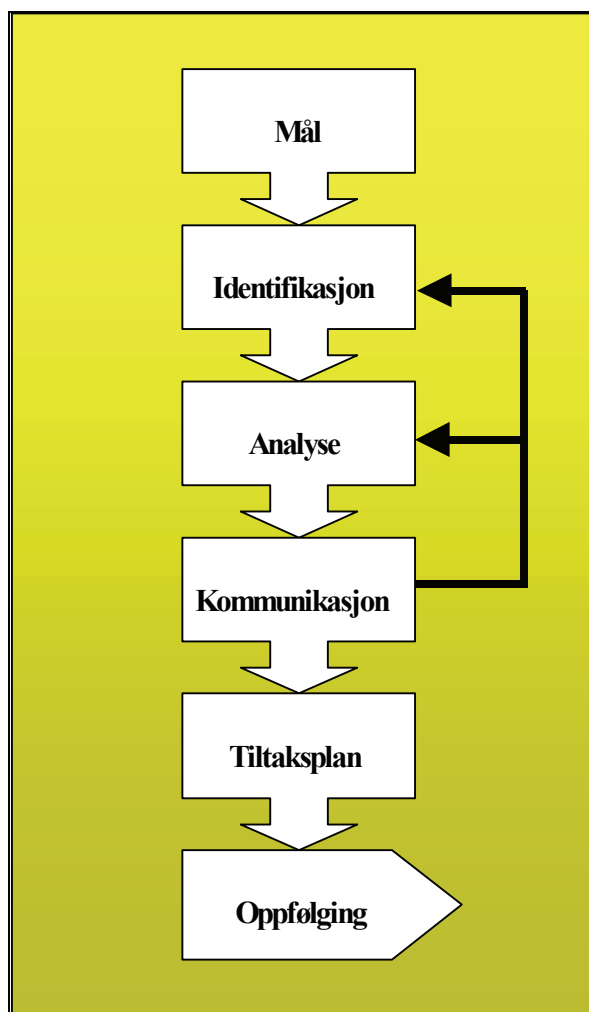 Mål
Identifikasjon
Analyse
Kommunikasjon
Tiltaksplan
Oppfølging